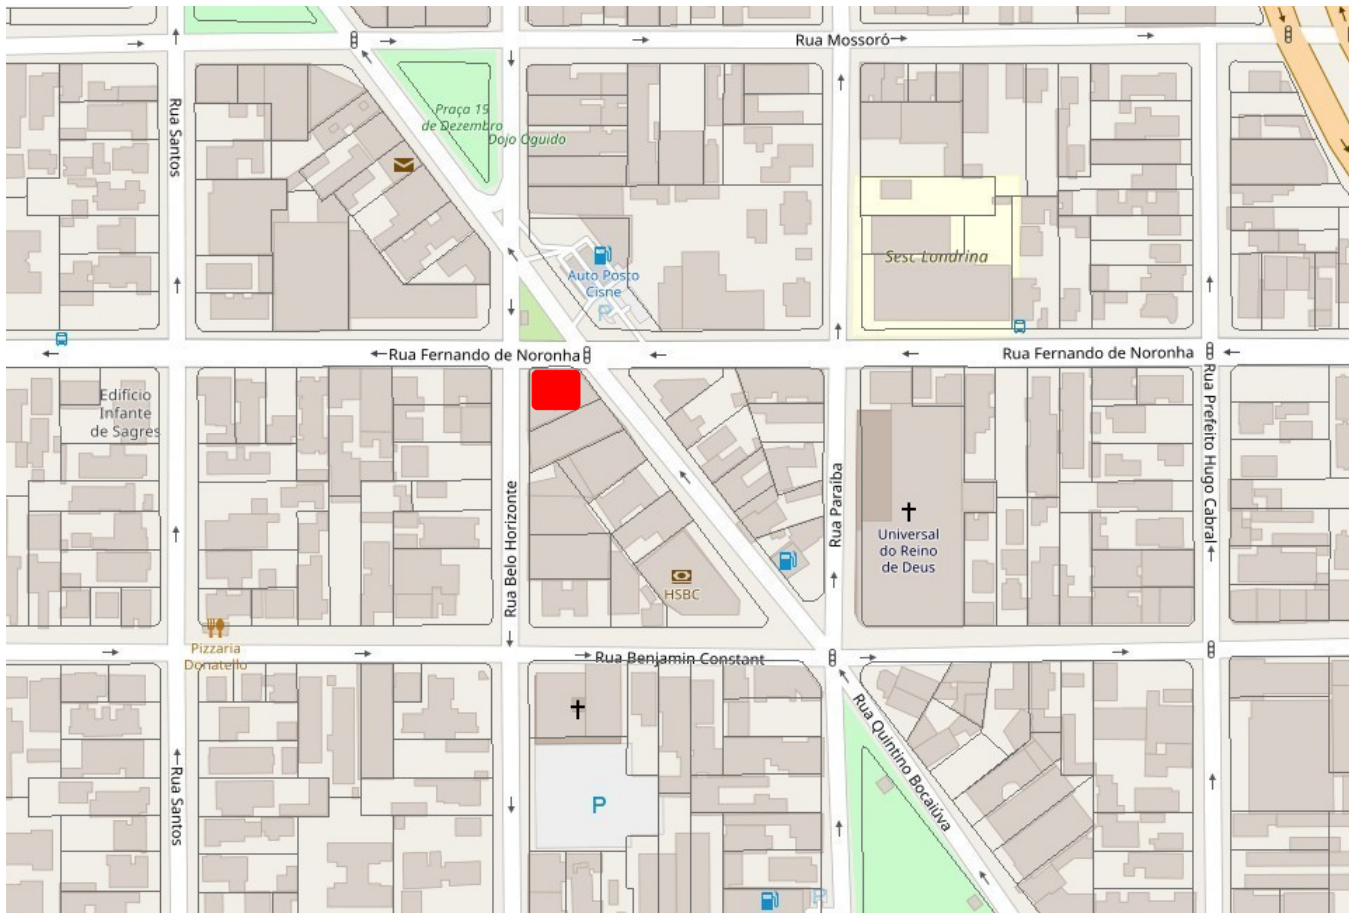 Rua Mossoró
Rua Santos
Praça 15
de Dezembro
Dojo Oguido
Auto Posto
Cisne
P
Sesc Londrina
Rua Fernando de Noronha
Rua Fernando de Noronha
Edifício
Infante
de Sagres
Rua Belo Horizonte
Rua Paraíba
Rua Prefeito Hugo Cabral
Universal
do Reino
de Deus
HSBC
Pizzaria
Donatello
Rua Benjamin Constant
Rua Quintino Bocaiúva
Rua Santos
P
P